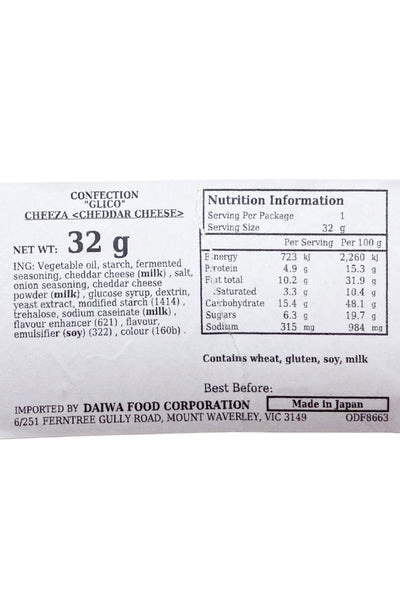 CONFECTION
"GLICO"
CHEEZA <CHEDDAR CHEESE>
NET WT: 32 g
ING: Vegetable oil, starch, fermented
seasoning, cheddar cheese (milk) , salt,
onion seasoning, cheddar cheese
powder (milk) , glucose syrup, dextrin,
yeast extract, modified starch (1414) ,
trehalose, sodium caseinate (milk) ,
flavour enhancer (621) , flavour,
emulsifier (soy) (322) , colour (160b) .
Nutrition Information
Serving Per Package 1
Serving Size 32 g
Per Serving Per 100 g
Energy 723 kJ 2,260 kJ
Protein 4.9 g 15.3 g
Fat total 10.2 g 31.9 g
Saturated 3.3 g 10.4 g
Carbohydrate 15.4 g 48.1 g
Sugars 6.3 g 19.7 g
Sodium 315 mg 984 mg
Contains wheat, gluten, soy, milk
Best Before:
IMPORTED BY DAIWA FOOD CORPORATION Made in Japan
6/251 FERNTREE GULLY ROAD, MOUNT WAVERLEY, VIC 3149 ODF8663